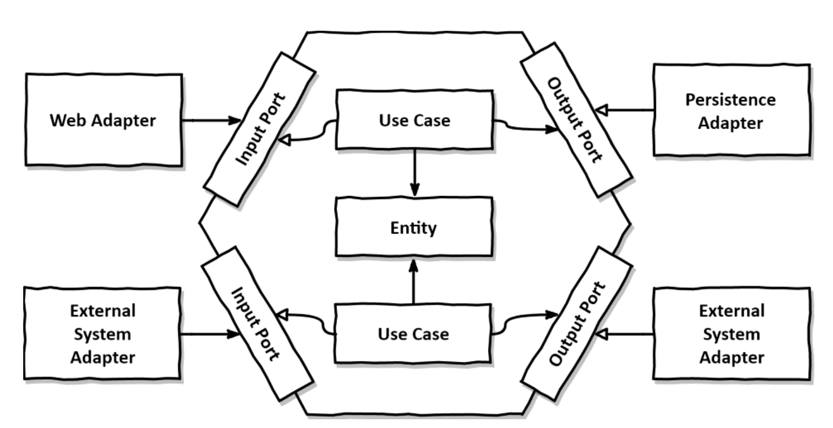 Web Adapter
Input Port
Use Case
Output Port
Persistence
Adapter
Entity
External
System
Adapter
Input Port
Use Case
Output Port
External
System
Adapter